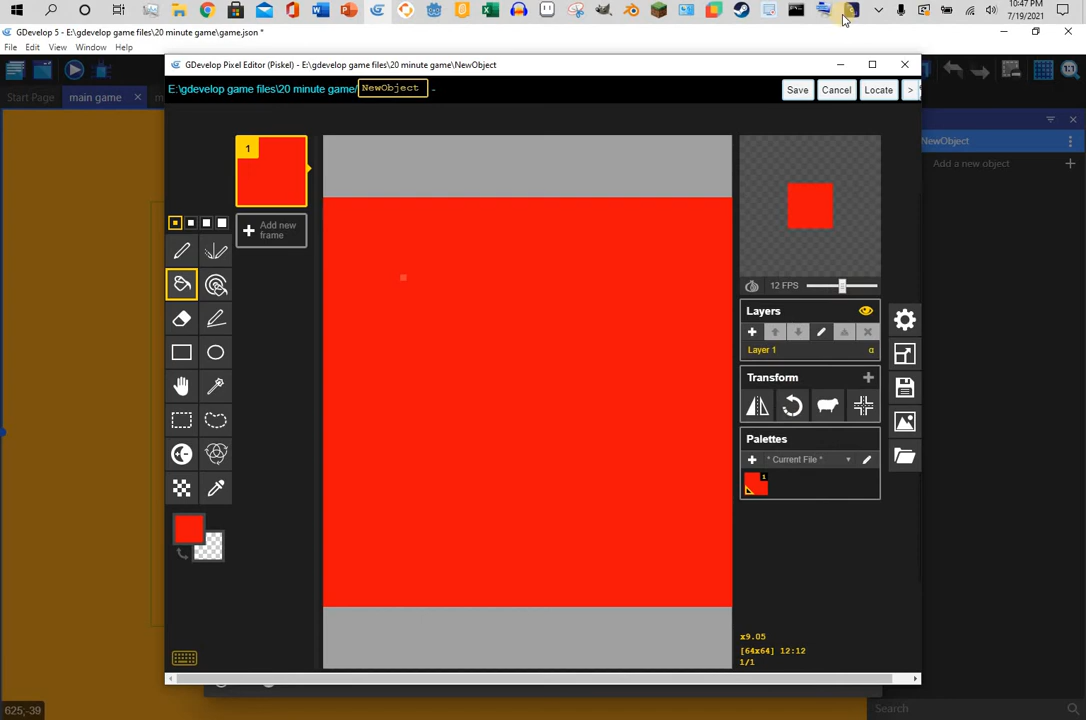 10:47 PM
7/19/2021
GDevelop 5 - E:\gdevelop game files\20 minute game\game.json *
File Edit View Window Help
GDevelop Pixel Editor (Piskel) - E:\gdevelop game files\20 minute game\NewObject
E:\gdevelop game files\20 minute game/ NewObject -
Save Cancel Locate >
Start Page main game
1
NewObject
Add a new object
Add new
frame
12 FPS
Layers
Layer 1 α
Transform
Palettes
* Current File *
1
x9.05
[64x64] 12:12
1/1
625,-39
Search